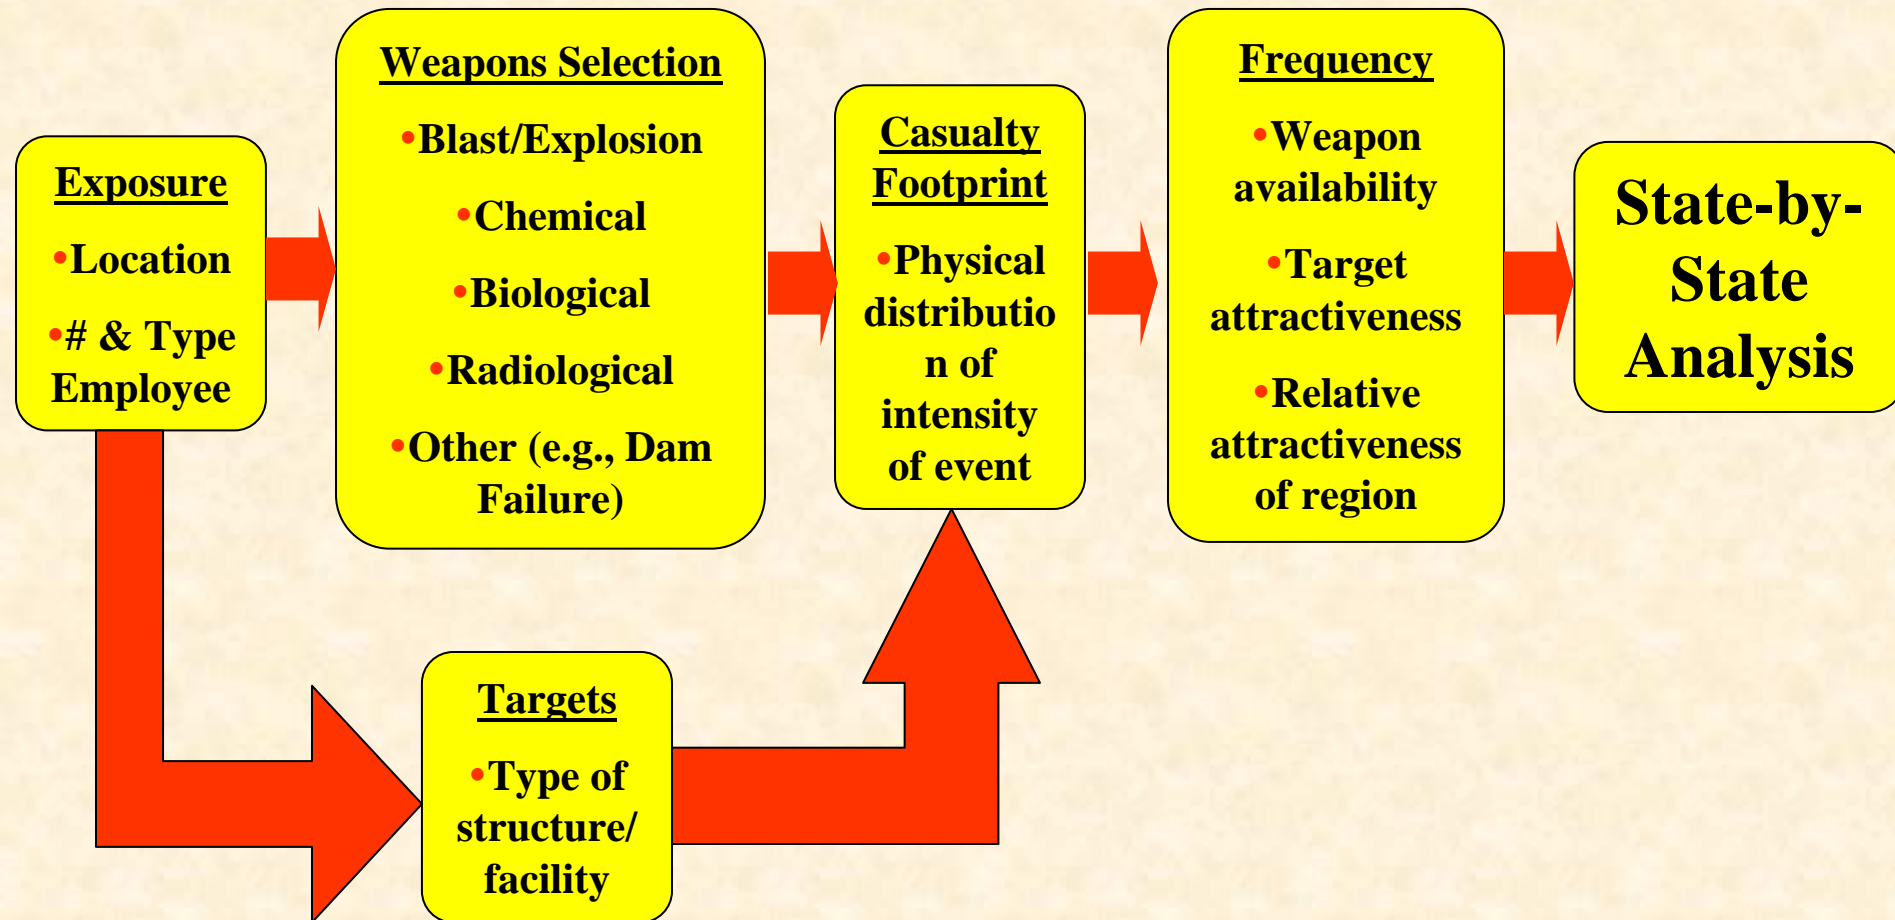 Exposure
•Location
•# & Type
Employee
Weapons Selection
•Blast/Explosion
•Chemical
•Biological
•Radiological
•Other (e.g., Dam
Failure)
Targets
•Type of
structure/
facility
Casualty
Footprint
•Physical
distributio
n of
intensity
of event
Frequency
•Weapon
availability
•Target
attractiveness
•Relative
attractiveness
of region
State-by-
State
Analysis